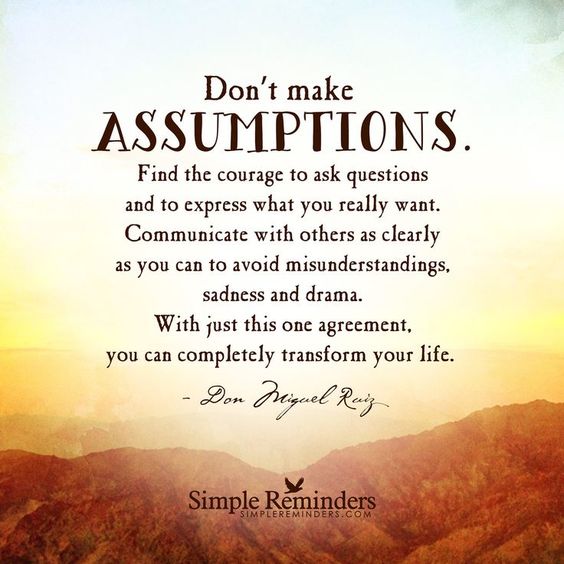 Don't make
ASSUMPTIONS.
Find the courage to ask questions
and to express what you really want.
Communicate with others as clearly
as you can to avoid misunderstandings,
sadness and drama.
With just this one agreement,
you can completely transform your life.
- Don Miguel Ruiz
Simple Reminders
SIMPLEREMINDERS.COM